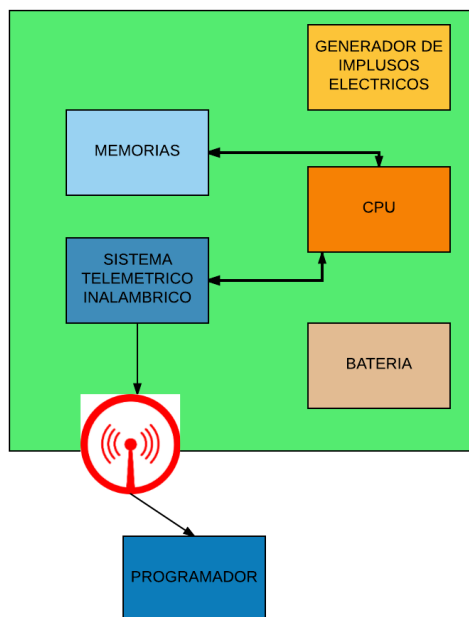 GENERADOR DE
IMPLUSOS
ELECTRICOS
MEMORIAS
CPU
SISTEMA
TELEMETRICO
INALAMBRICO
BATERIA
PROGRAMADOR